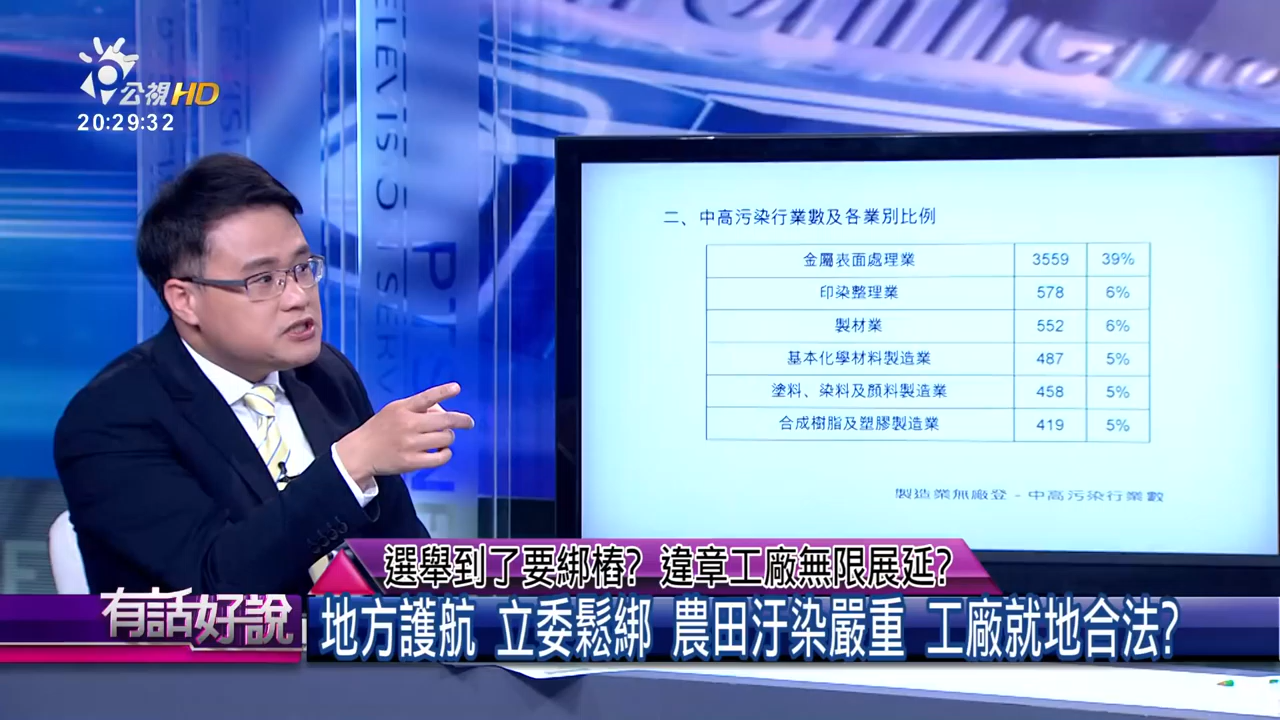 公視HD
20:29:32
ELEVIS
PTS
二、中高污染行業數及各業別比例
金屬表面處理業 3559 39%
印染整理業 578 6%
製材業 552 6%
基本化學材料製造業 487 5%
塗料、染料及顏料製造業 458 5%
合成樹脂及塑膠製造業 419 5%
製造業無廠登-中高污染行業數
選舉到了要綁樁? 違章工廠無限展延?
有話好說
地方護航 立委鬆綁 農田汙染嚴重 工廠就地合法?